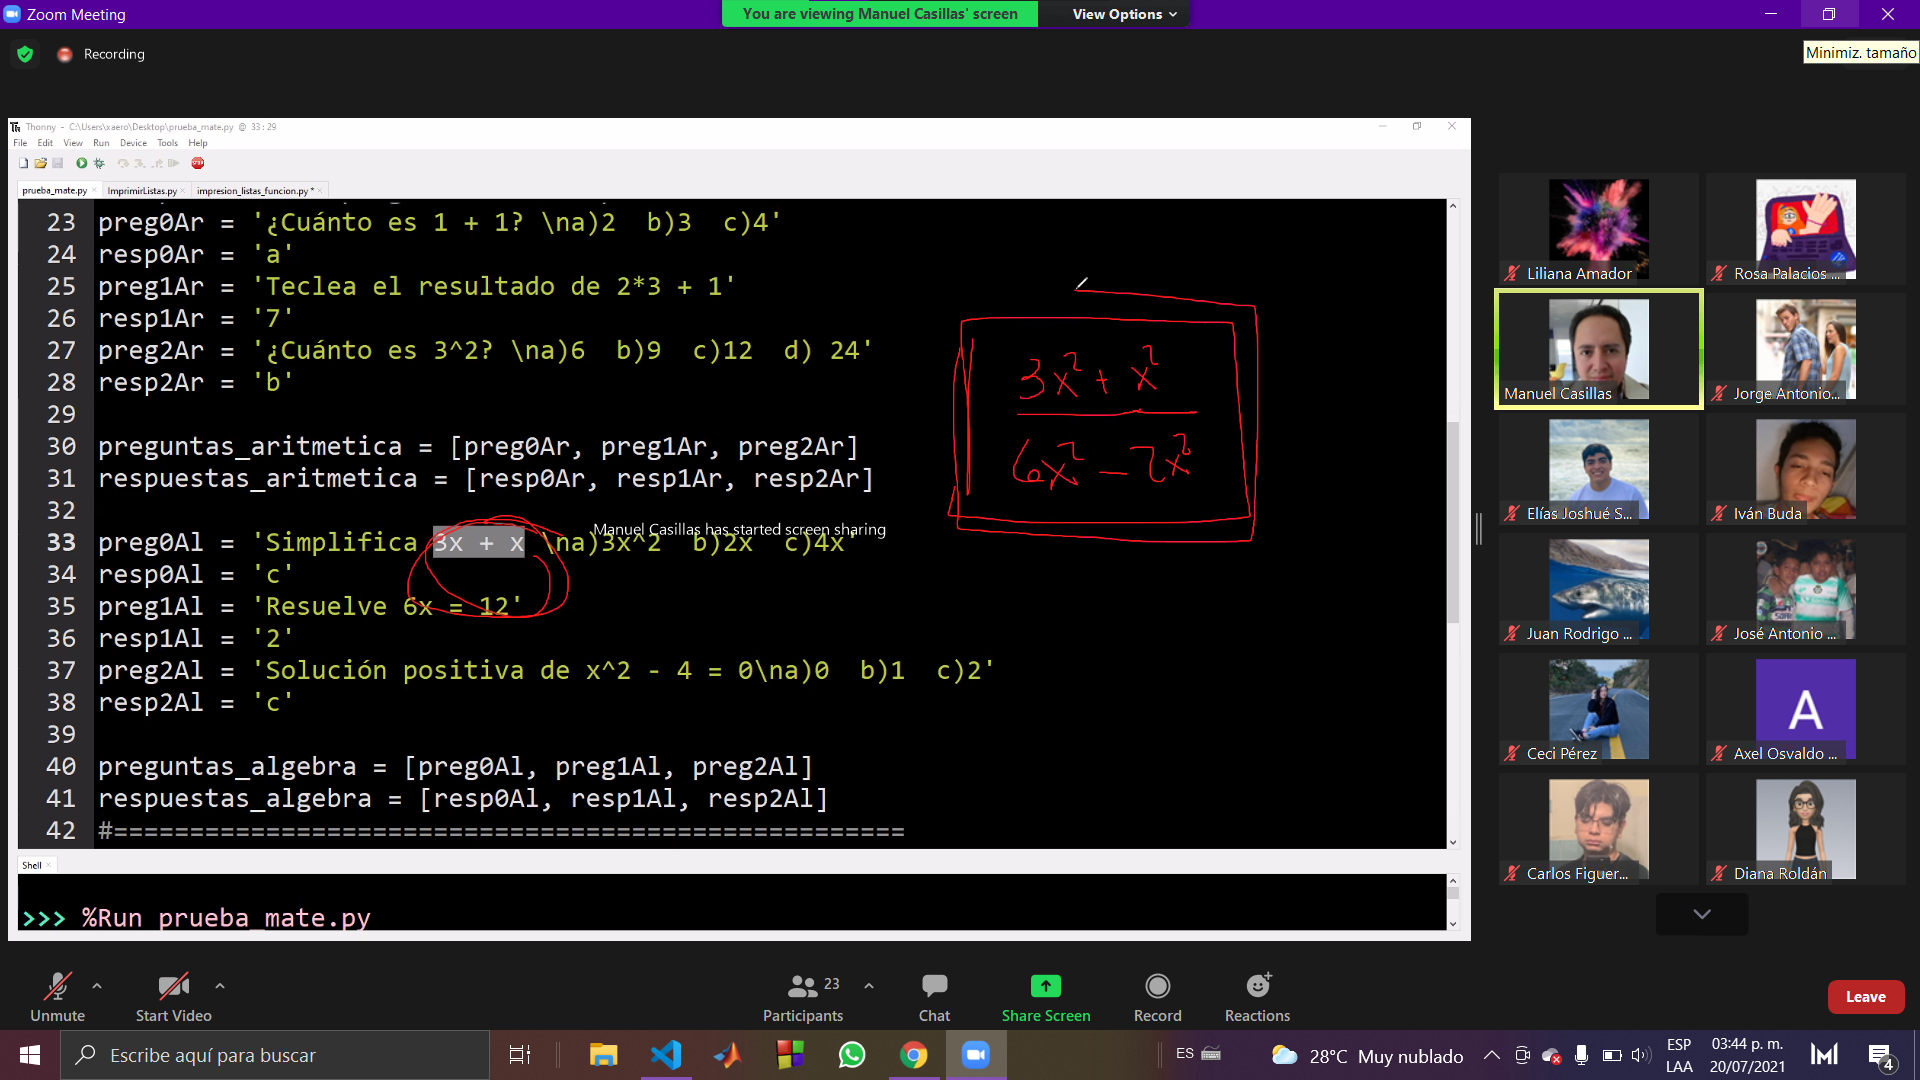 Zoom Meeting
You are viewing Manuel Casillas' screen
View Options
Recording
Minimiz. tamaño
Thonny - C:\Users\xaero\Desktop\prueba_mate.py @ 33 : 29
File Edit View Run Device Tools Help
prueba_mate.py ImprimirListas.py impresion_listas_funcion.py *
23 preg0Ar = '¿Cuánto es 1 + 1? \na)2  b)3  c)4'
24 resp0Ar = 'a'
25 preg1Ar = 'Teclea el resultado de 2*3 + 1'
26 resp1Ar = '7'
27 preg2Ar = '¿Cuánto es 3^2? \na)6  b)9  c)12  d) 24'
28 resp2Ar = 'b'
29
30 preguntas_aritmetica = [preg0Ar, preg1Ar, preg2Ar]
31 respuestas_aritmetica = [resp0Ar, resp1Ar, resp2Ar]
32
Manuel Casillas has started screen sharing
33 preg0Al = 'Simplifica 3x + x \na)3x^2  b)2x  c)4x'
34 resp0Al = 'c'
35 preg1Al = 'Resuelve 6x = 12'
36 resp1Al = '2'
37 preg2Al = 'Solución positiva de x^2 - 4 = 0\na)0  b)1  c)2'
38 resp2Al = 'c'
39
40 preguntas_algebra = [preg0Al, preg1Al, preg2Al]
41 respuestas_algebra = [resp0Al, resp1Al, resp2Al]
42 #====================================================
3x² + x²
6x² - 2x²
Shell
>>> %Run prueba_mate.py
Liliana Amador
Rosa Palacios ...
Manuel Casillas
Jorge Antonio...
Elías Joshué S...
Iván Buda
Juan Rodrigo ...
José Antonio ...
Ceci Pérez
A
Axel Osvaldo ...
Carlos Figuer...
Diana Roldán
Unmute
Start Video
23
Participants
Chat
Share Screen
Record
Reactions
Leave
Escribe aquí para buscar
ES
28°C Muy nublado
ESP
LAA
03:44 p. m.
20/07/2021
4